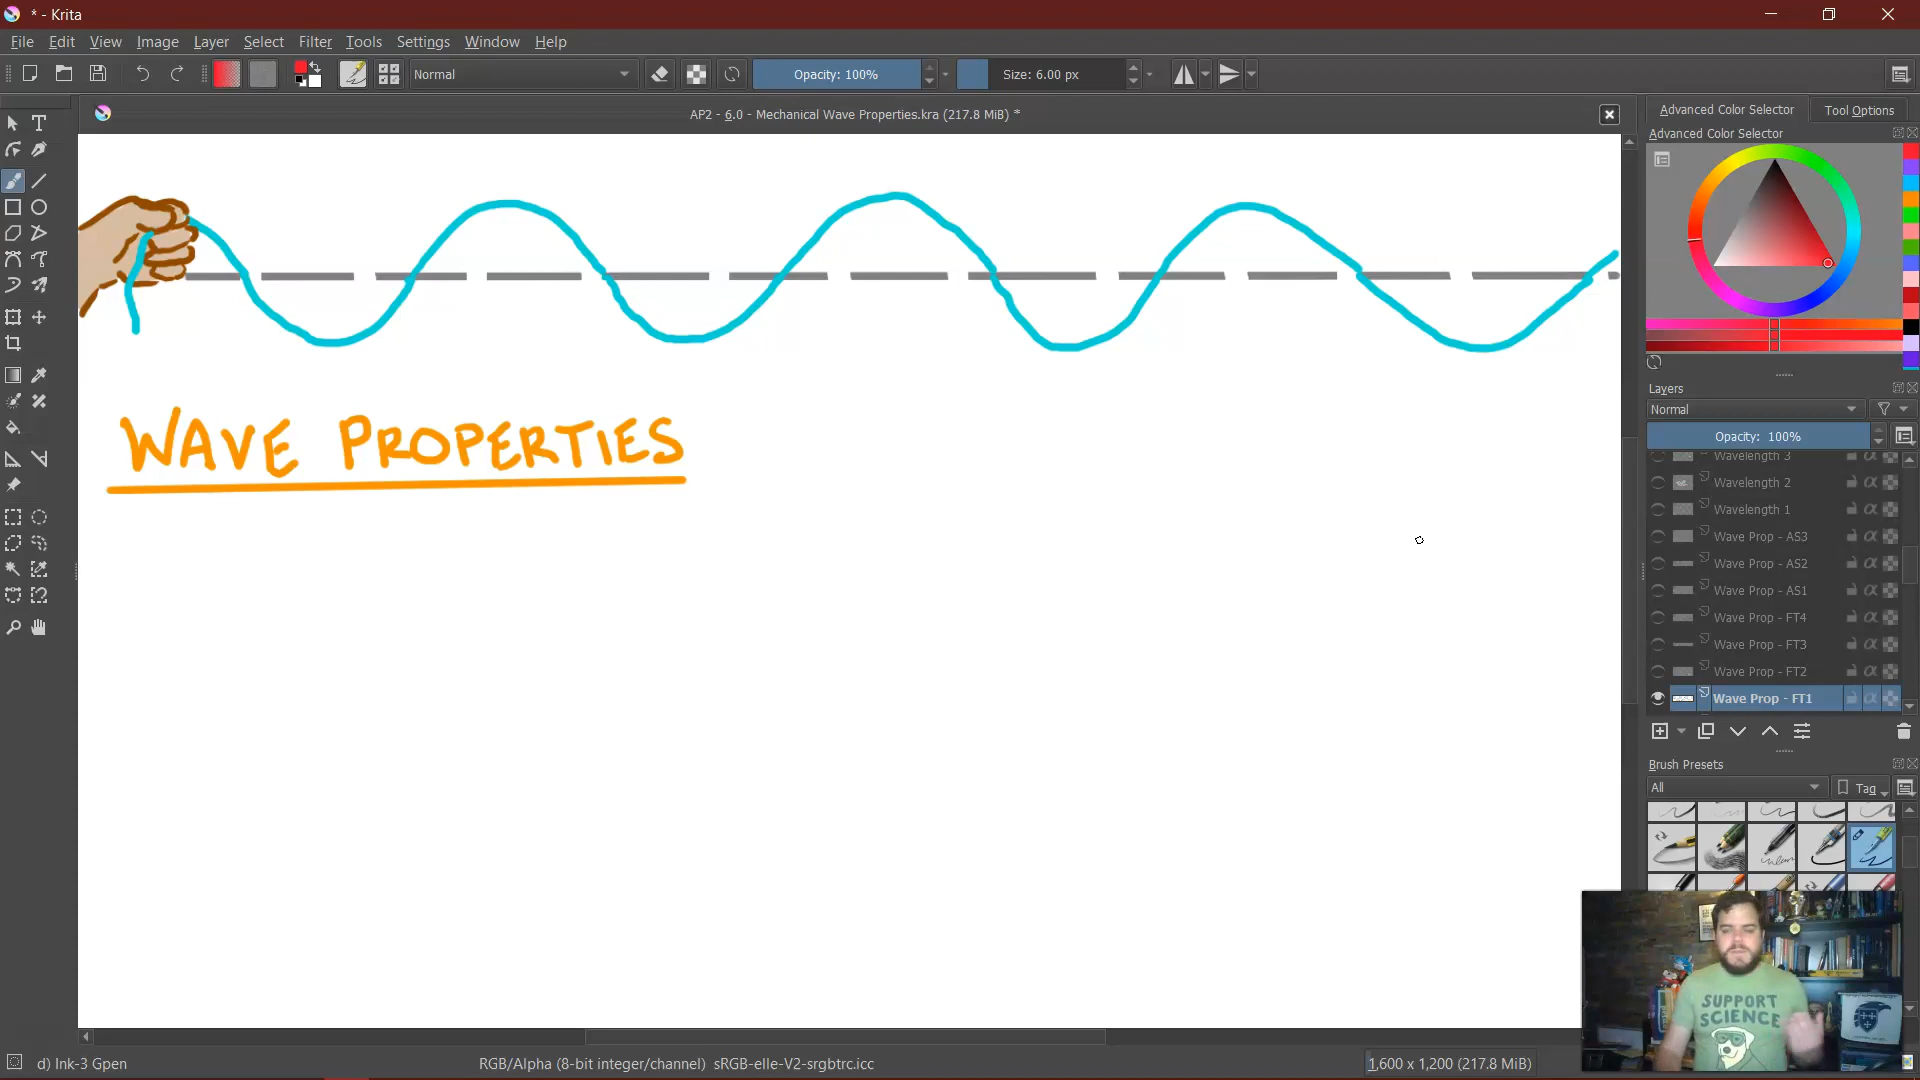 * - Krita
File Edit View Image Layer Select Filter Tools Settings Window Help
Normal Opacity: 100% Size: 6.00 px
AP2 - 6.0 - Mechanical Wave Properties.kra (217.8 MiB) *
Advanced Color Selector Tool Options
Advanced Color Selector
WAVE PROPERTIES
Layers
Normal
Opacity: 100%
Wavelength 3
Wavelength 2
Wavelength 1
Wave Prop - AS3
Wave Prop - AS2
Wave Prop - AS1
Wave Prop - FT4
Wave Prop - FT3
Wave Prop - FT2
Wave Prop - FT1
Brush Presets
All Tag
SUPPORT
SCIENCE
d) Ink-3 Gpen RGB/Alpha (8-bit integer/channel) sRGB-elle-V2-srgbtrc.icc 1,600 x 1,200 (217.8 MiB)